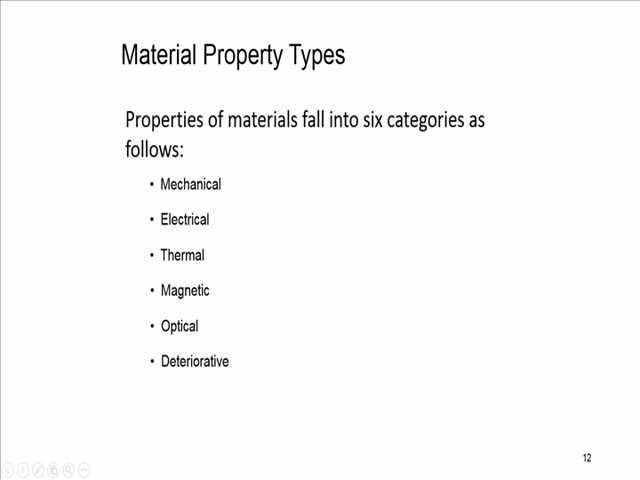 Material Property Types
Properties of materials fall into six categories as
follows:
• Mechanical
• Electrical
• Thermal
• Magnetic
• Optical
• Deteriorative
12